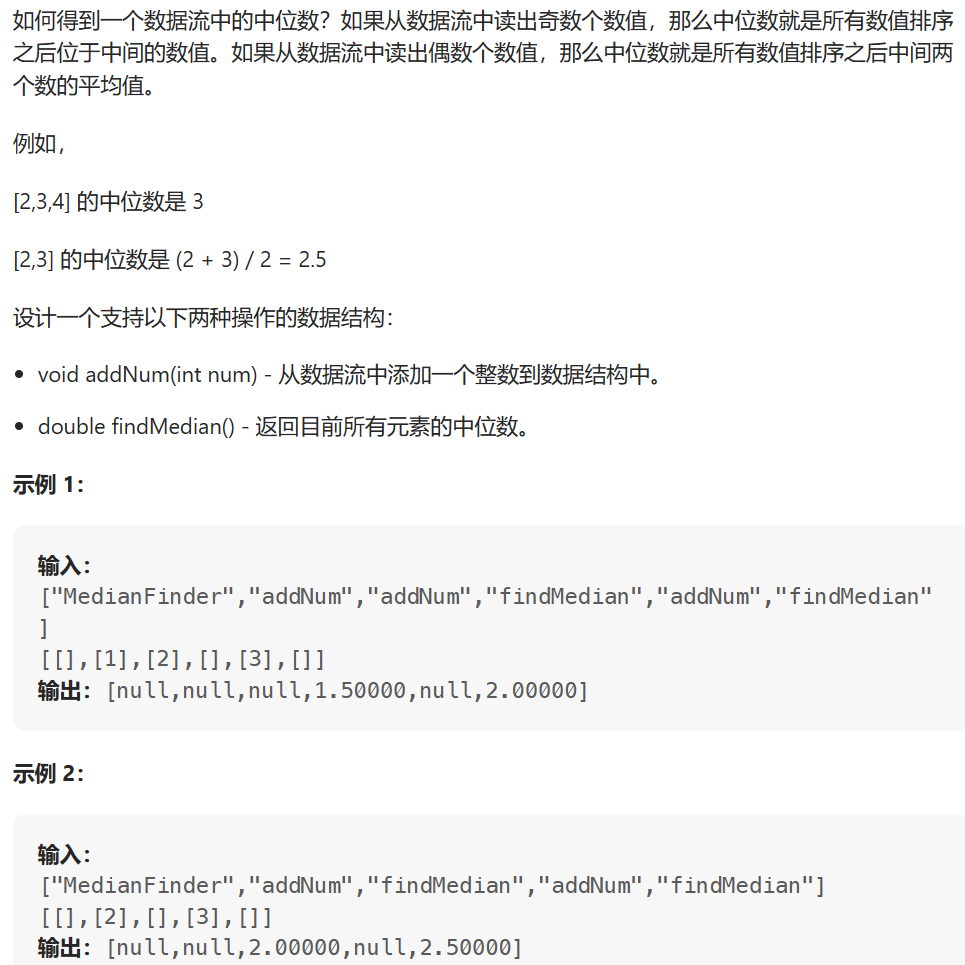 如何得到一个数据流中的中位数？如果从数据流中读出奇数个数值，那么中位数就是所有数值排序
之后位于中间的数值。如果从数据流中读出偶数个数值，那么中位数就是所有数值排序之后中间两
个数的平均值。
例如，
[2,3,4] 的中位数是 3
[2,3] 的中位数是 (2 + 3) / 2 = 2.5
设计一个支持以下两种操作的数据结构：
• void addNum(int num) - 从数据流中添加一个整数到数据结构中。
• double findMedian() - 返回目前所有元素的中位数。
示例 1：
输入：
["MedianFinder","addNum","addNum","findMedian","addNum","findMedian"
]
[[],[1],[2],[],[3],[]]
输出：[null,null,null,1.50000,null,2.00000]
示例 2：
输入：
["MedianFinder","addNum","findMedian","addNum","findMedian"]
[[],[2],[],[3],[]]
输出：[null,null,2.00000,null,2.50000]